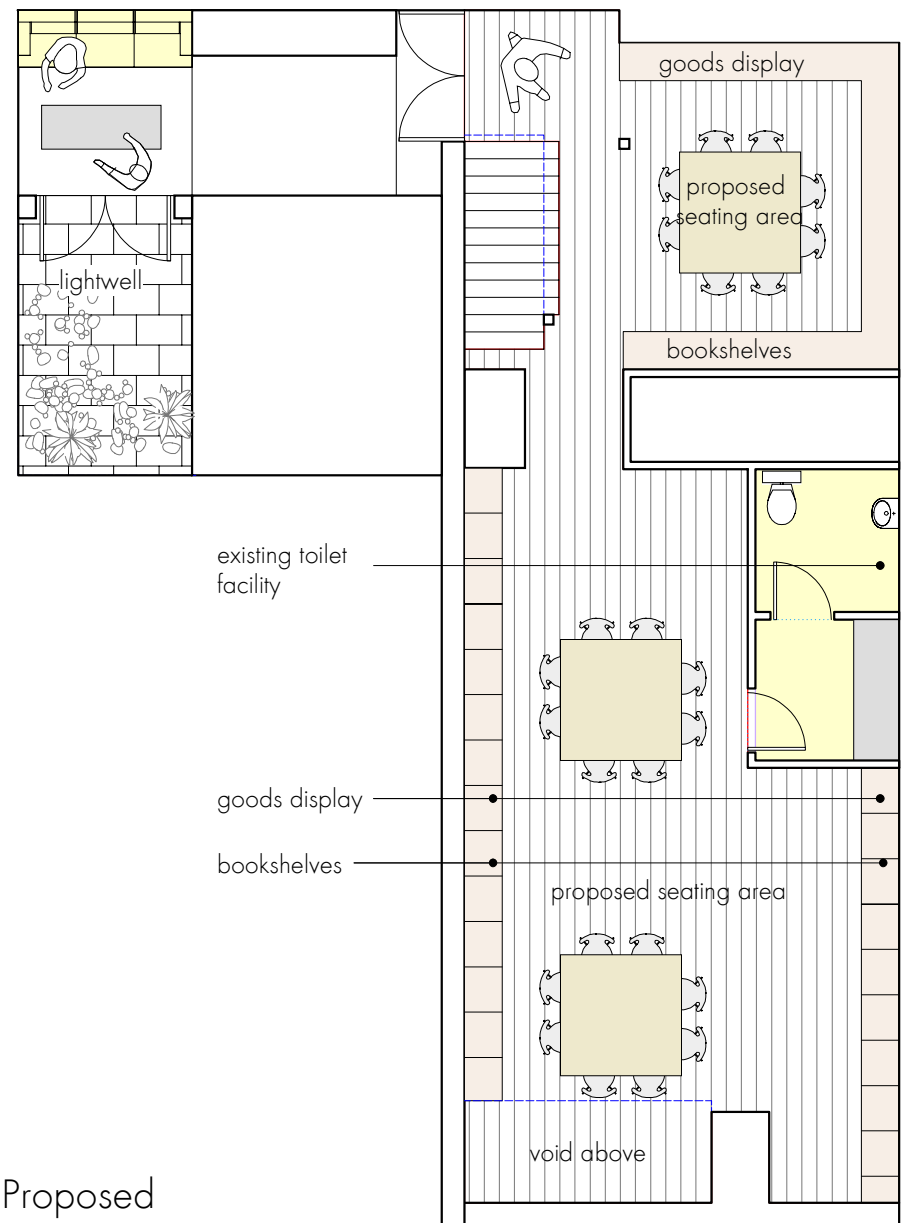 goods display
proposed
seating area
lightwell
bookshelves
existing toilet
facility
goods display
bookshelves
proposed seating area
void above
Proposed